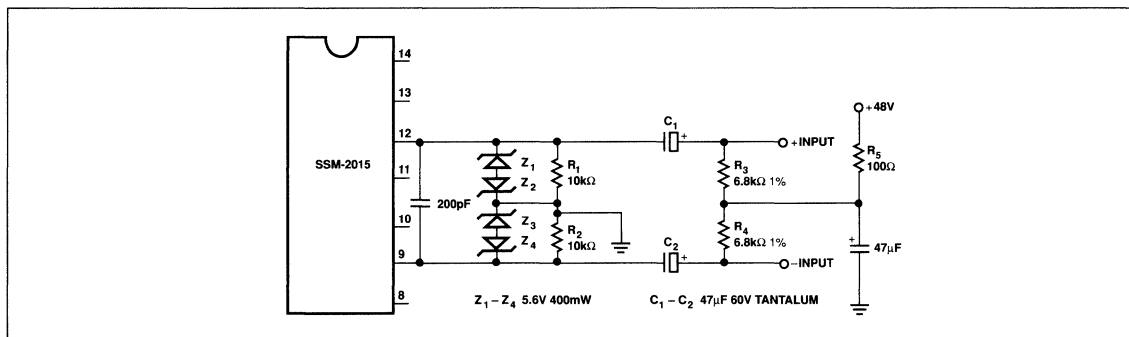 14
13
12
11
10
9
8
SSM-2015
200pF
Z1
Z2
Z3
Z4
R1
10kΩ
R2
10kΩ
C1
+
C2
+
+INPUT
–INPUT
R3
6.8kΩ 1%
R4
6.8kΩ 1%
+48V
R5
100Ω
+
47μF
Z1 – Z4 5.6V 400mW
C1 – C2 47μF 60V TANTALUM